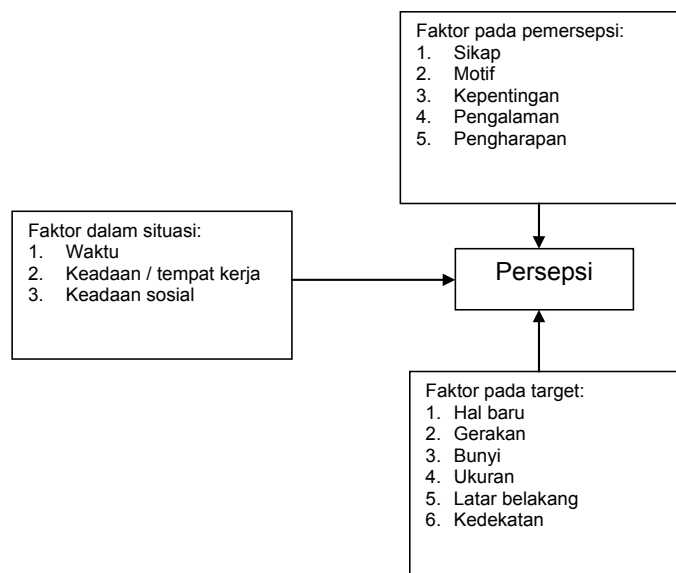 Faktor pada pemersepsi:
1. Sikap
2. Motif
3. Kepentingan
4. Pengalaman
5. Pengharapan
Faktor dalam situasi:
1. Waktu
2. Keadaan / tempat kerja
3. Keadaan sosial
Persepsi
Faktor pada target:
1. Hal baru
2. Gerakan
3. Bunyi
4. Ukuran
5. Latar belakang
6. Kedekatan